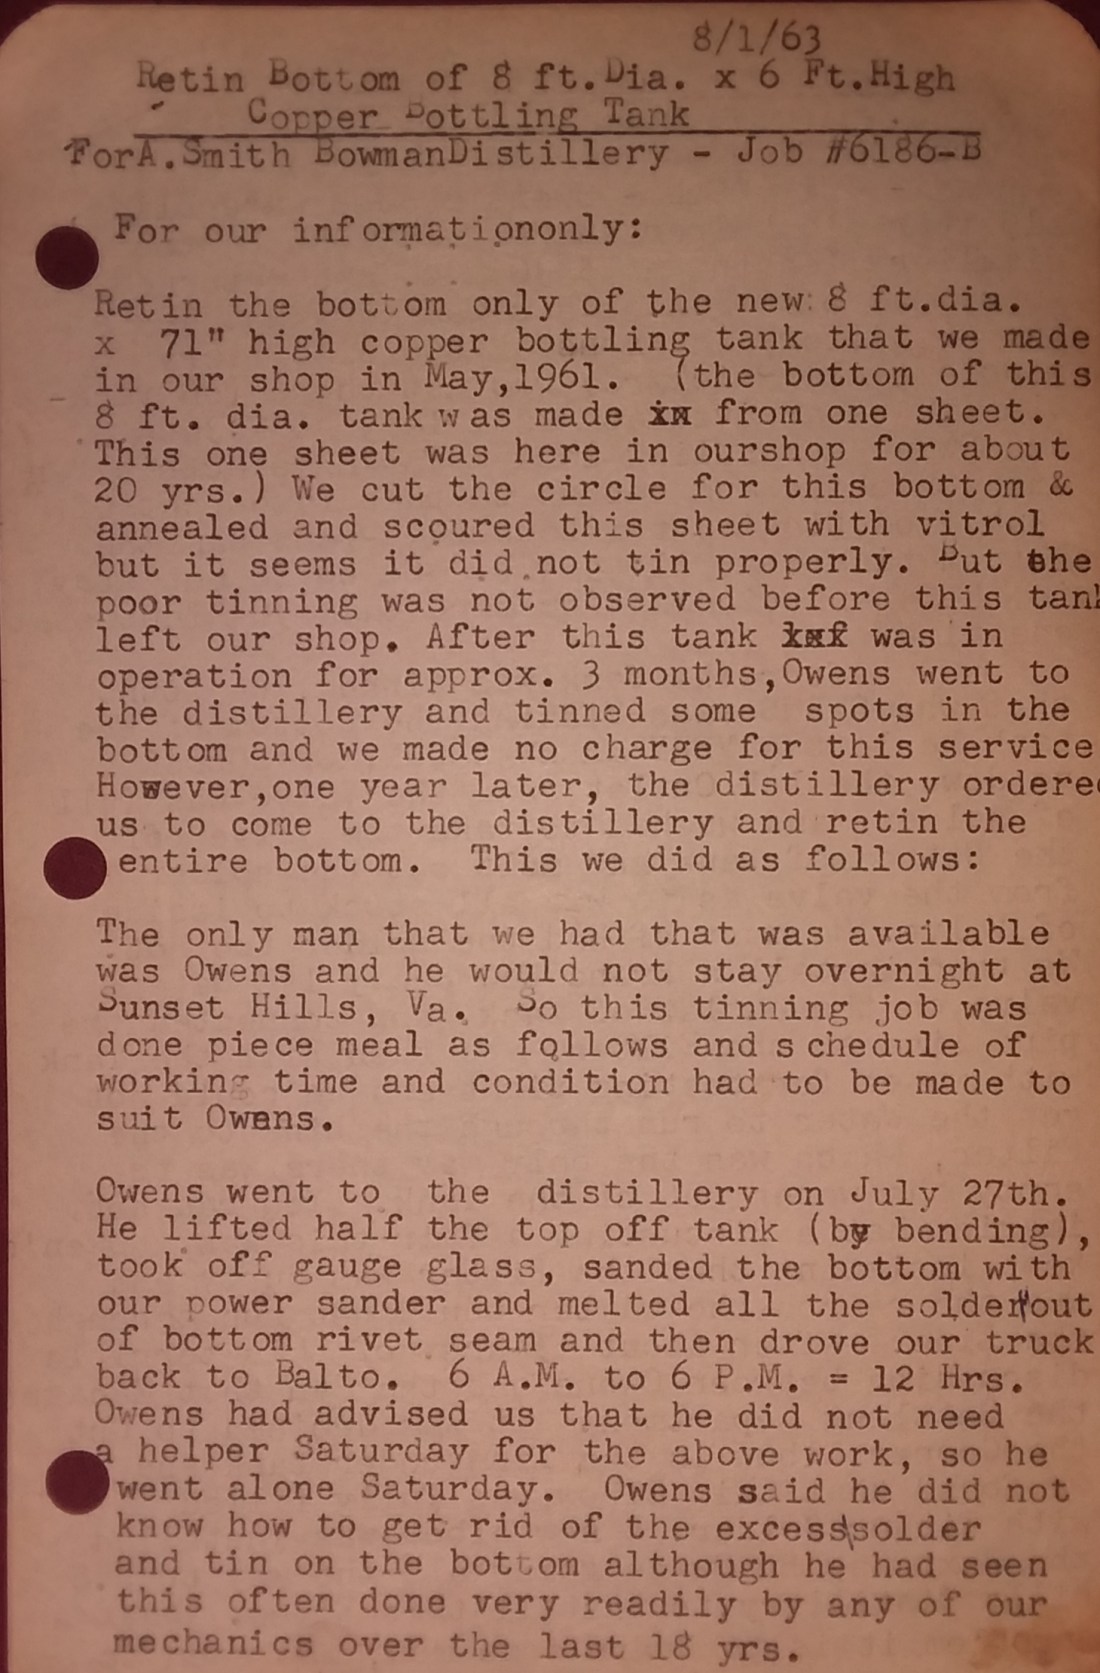 8/1/63
Retin Bottom of 8 ft.Dia. x 6 Ft.High
Copper Bottling Tank
ForA.Smith BowmanDistillery - Job #6186-B
For our informationonly:
Retin the bottom only of the new 8 ft.dia.
x 71" high copper bottling tank that we made
in our shop in May,1961. (the bottom of this
8 ft. dia. tank was made in from one sheet.
This one sheet was here in ourshop for about
20 yrs.) We cut the circle for this bottom &
annealed and scoured this sheet with vitrol
but it seems it did not tin properly. But the
poor tinning was not observed before this tank
left our shop. After this tank was in
operation for approx. 3 months,Owens went to
the distillery and tinned some spots in the
bottom and we made no charge for this service
However,one year later, the distillery ordered
us to come to the distillery and retin the
entire bottom. This we did as follows:
The only man that we had that was available
was Owens and he would not stay overnight at
Sunset Hills, Va. So this tinning job was
done piece meal as follows and s chedule of
working time and condition had to be made to
suit Owens.
Owens went to the distillery on July 27th.
He lifted half the top off tank (by bending),
took off gauge glass, sanded the bottom with
our power sander and melted all the solder out
of bottom rivet seam and then drove our truck
back to Balto. 6 A.M. to 6 P.M. = 12 Hrs.
Owens had advised us that he did not need
a helper Saturday for the above work, so he
went alone Saturday. Owens said he did not
know how to get rid of the excess\solder
and tin on the bottom although he had seen
this often done very readily by any of our
mechanics over the last 18 yrs.